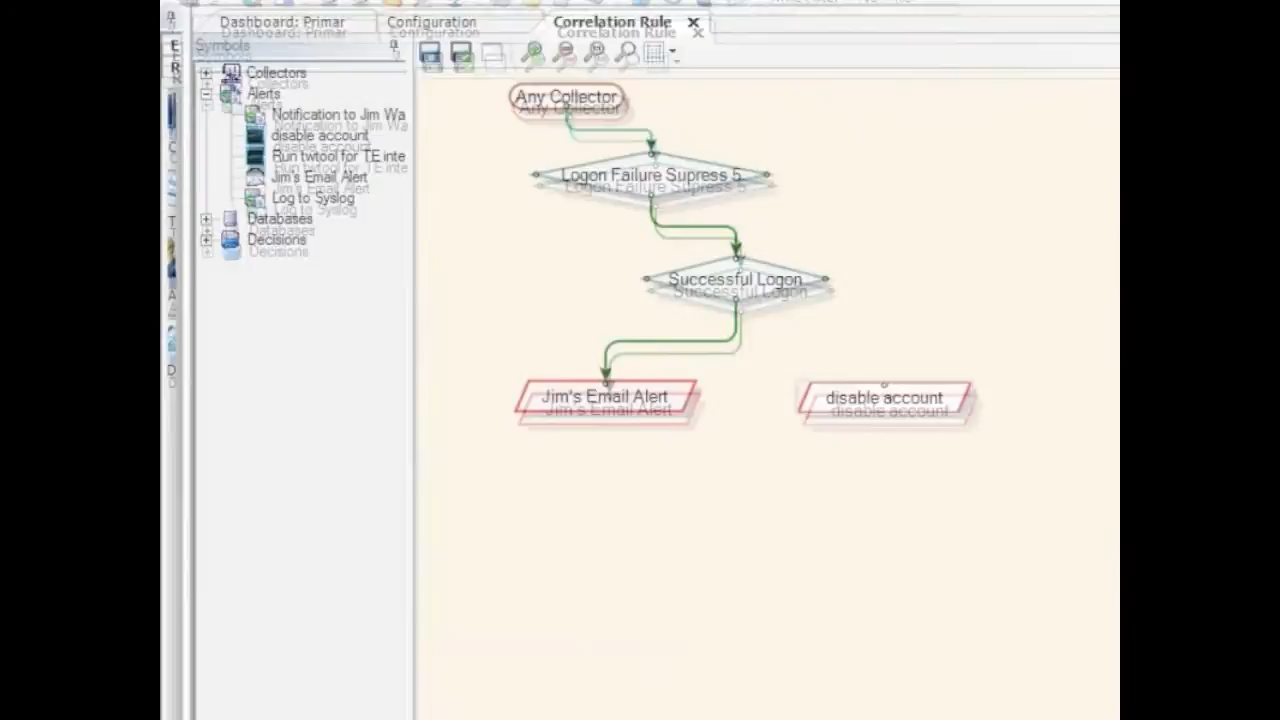 Dashboard: Primar
Configuration
Correlation Rule
Symbols
Collectors
Alerts
Notification to Jim Wa
disable account
Run twtool for TE inte
Jim's Email Alert
Log to Syslog
Databases
Decisions
Any Collector
Logon Failure Supress 5
Successful Logon
Jim's Email Alert
disable account